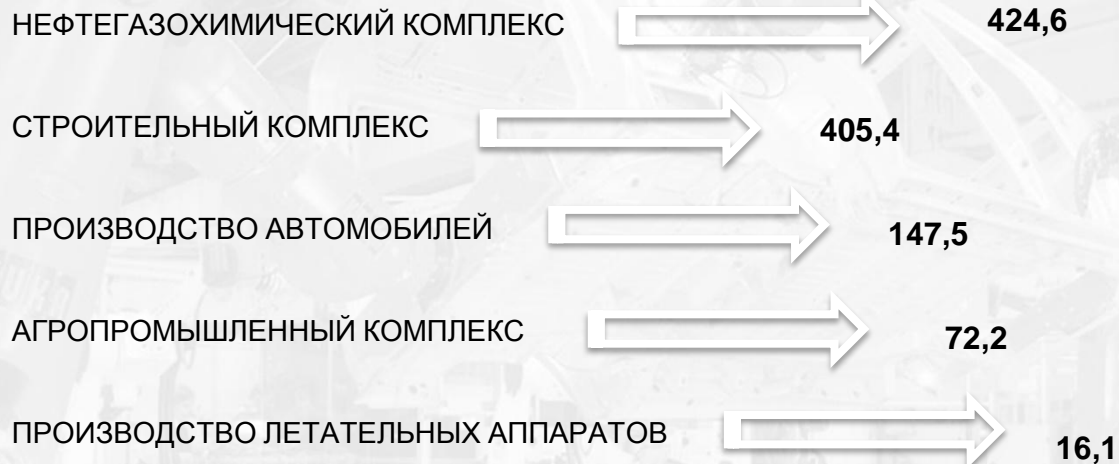 НЕФТЕГАЗОХИМИЧЕСКИЙ КОМПЛЕКС 424,6
СТРОИТЕЛЬНЫЙ КОМПЛЕКС 405,4
ПРОИЗВОДСТВО АВТОМОБИЛЕЙ 147,5
АГРОПРОМЫШЛЕННЫЙ КОМПЛЕКС 72,2
ПРОИЗВОДСТВО ЛЕТАТЕЛЬНЫХ АППАРАТОВ 16,1